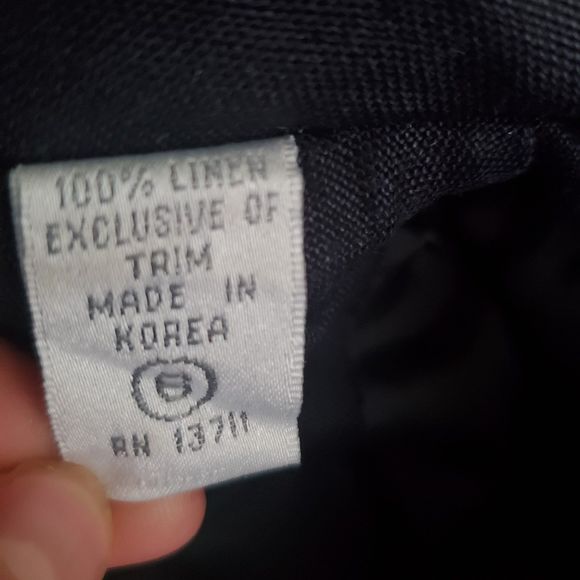 100% LINEN
EXCLUSIVE OF
TRIM
MADE IN
KOREA
RN 13711